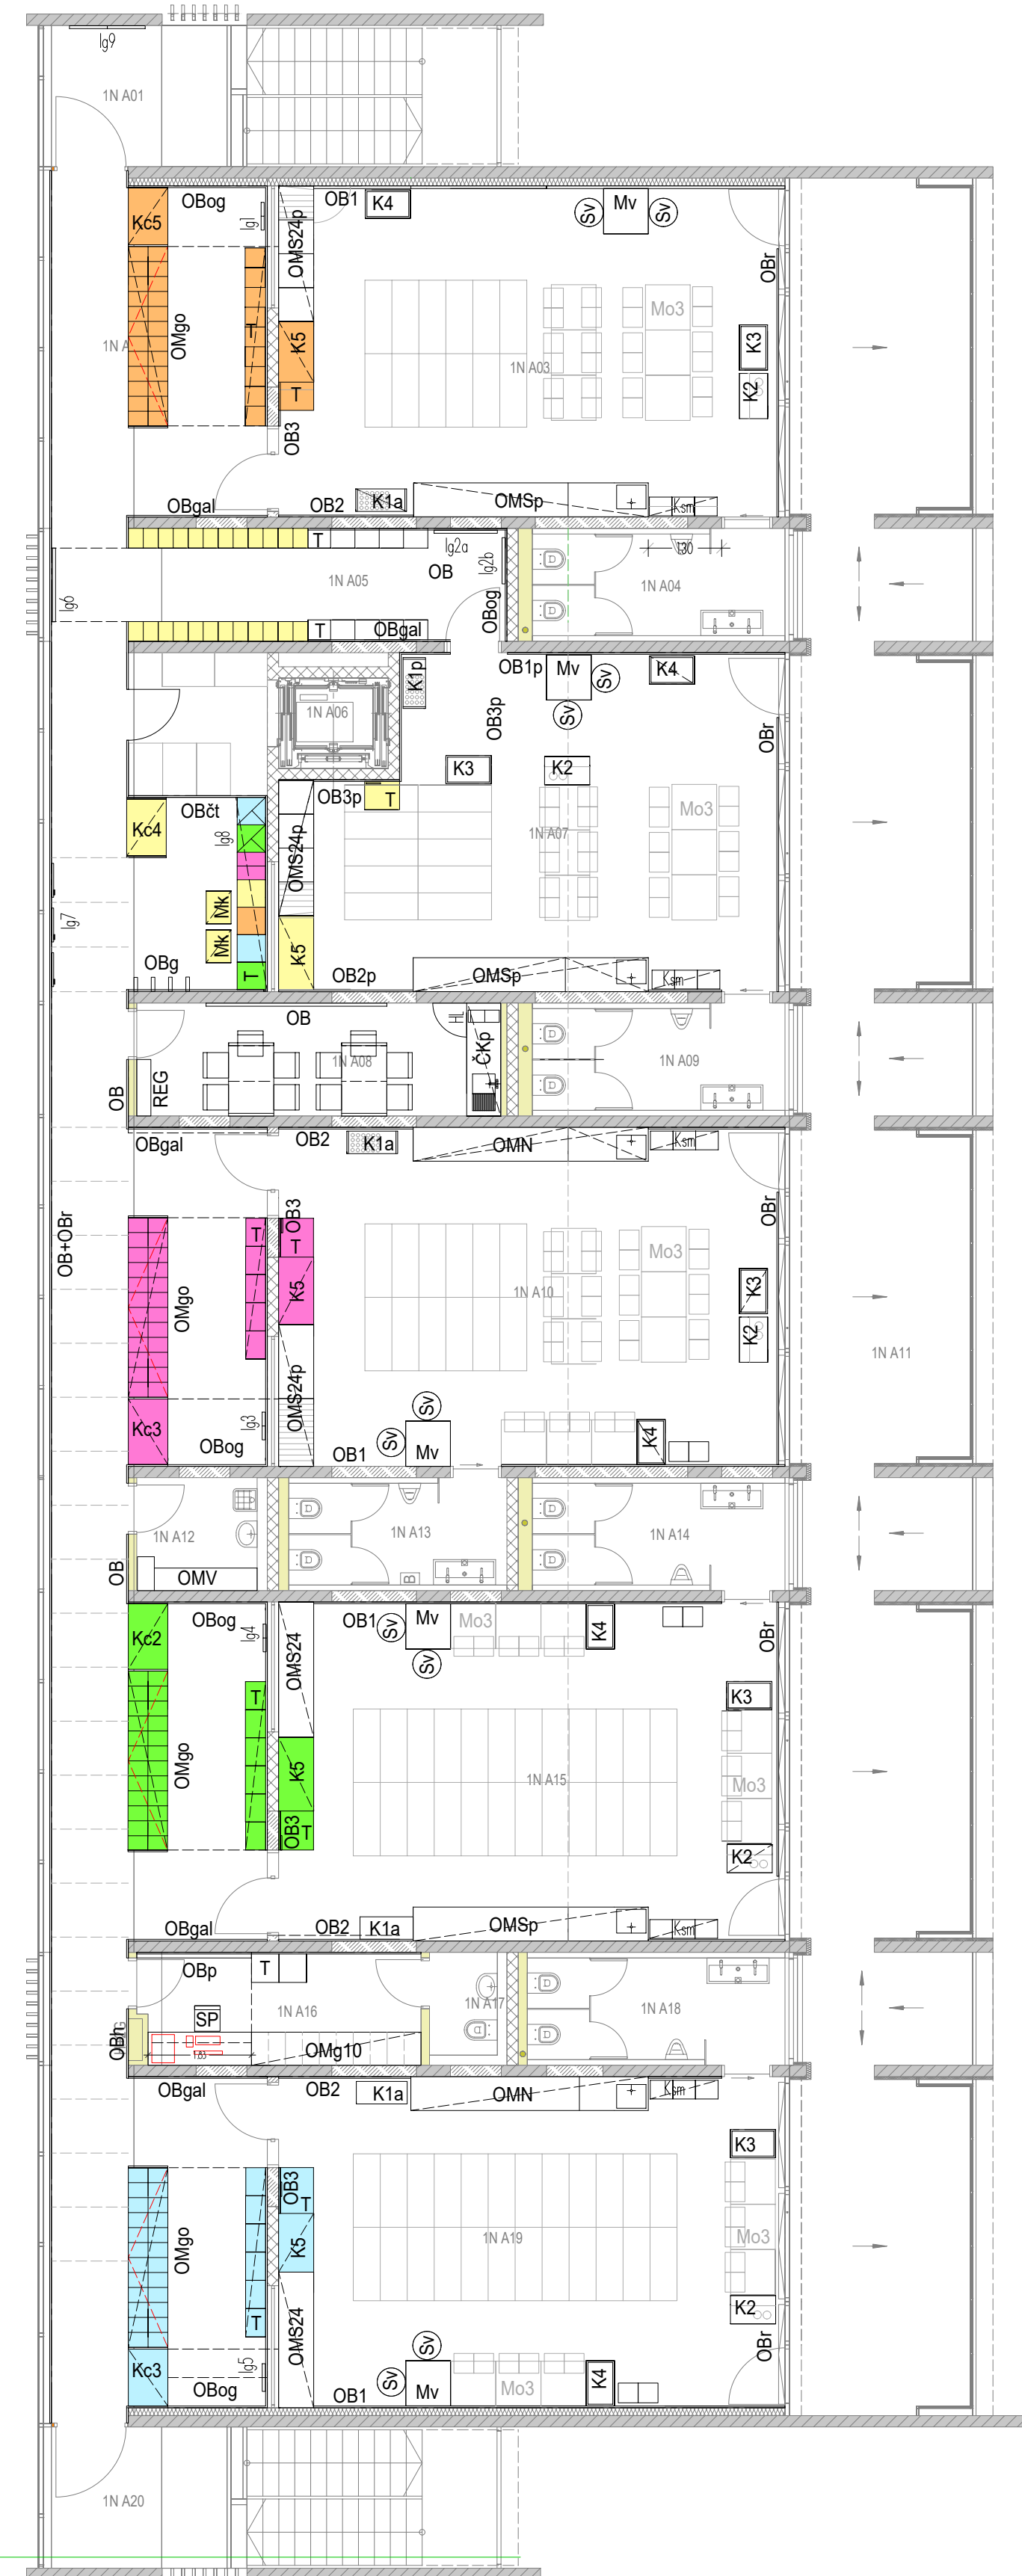 lg9
1N A01
OBog
OB1
K4
Sv
Mv
Sv
Kc5
lg1
OMS24p
OBr
Mo3
OMgo
T
K5
1N A03
K3
1N A
T
K2
OB3
OBgal
OB2
K1a
OMSp
Ksm
T
lg2a
130
OB
lg2b
1N A05
1N A04
lg6
OBog
T
OBgal
OB1p
Mv
Sv
K4
K1p
1N A06
OB3p
Sv
OBr
K3
K2
OB3p
T
OBčt
Mo3
Kc4
lg8
OMS24p
1N A07
Mk
lg7
Mk
K5
OBg
T
OB2p
OMSp
Ksm
OB
HL
ČKp
1N A08
1N A09
OB
REG
OBgal
OB2
K1a
OMN
Ksm
OB3
OBr
OB+OBr
T
T
Mo3
K5
1N A10
K3
OMgo
K2
1N A11
OMS24p
Sv
Kc3
lg3
OBog
OB1
Sv
Mv
K4
1N A12
1N A13
1N A14
OB
OMV
B
OBog
OB1
Sv
Mv
Mo3
K4
Kc2
lg4
OMS24
Sv
OBr
T
K3
OMgo
K5
1N A15
Mo3
OB3
T
K2
OBgal
OB2
K1a
OMSp
Ksm
OBp
T
1N A16
1N A17
1N A18
SP
OBh
OMg10
OBgal
OB2
K1a
OMN
Ksm
K3
OB3
T
OMgo
K5
1N A19
Mo3
T
K2
OMS24
Sv
OBr
Kc3
lg5
OBog
OB1
Sv
Mv
Mo3
K4
1N A20